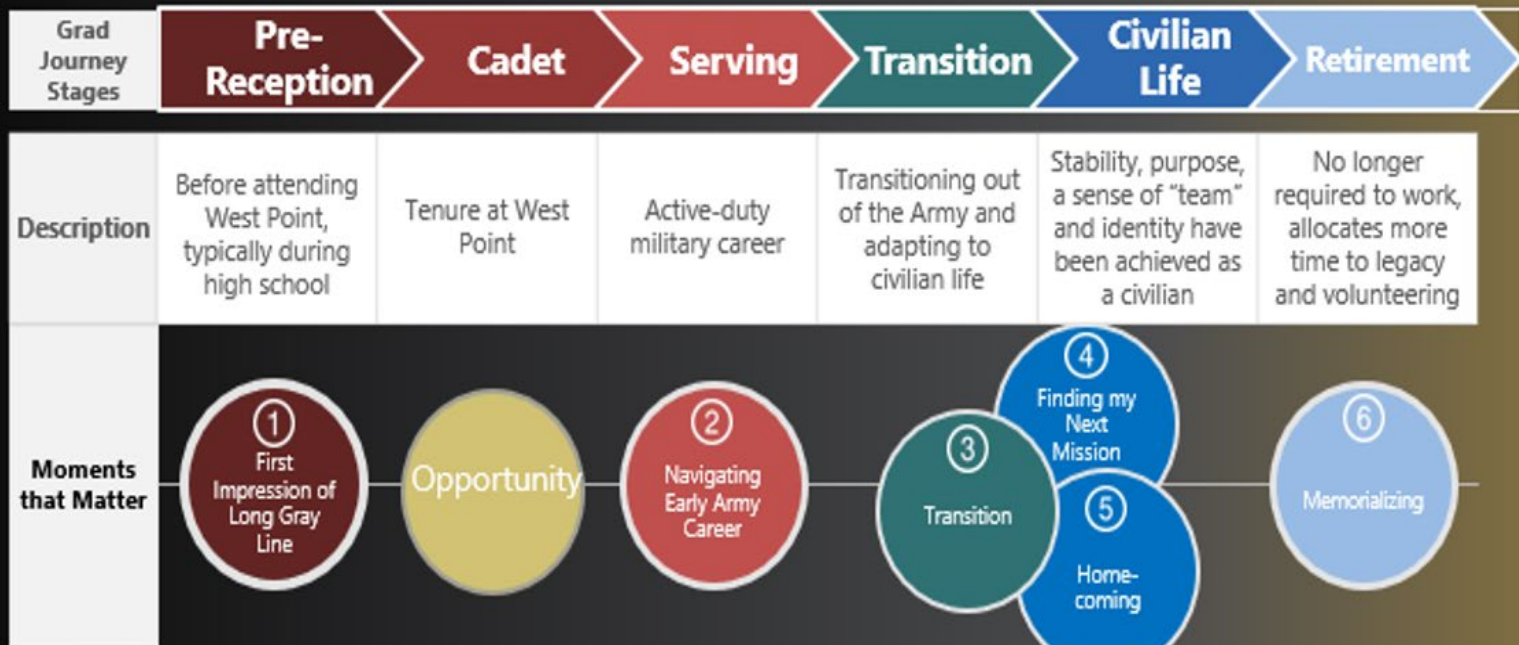 Grad
Journey
Stages
Pre-
Reception
Cadet
Serving
Transition
Civilian
Life
Retirement
Description
Before attending
West Point,
typically during
high school
Tenure at West
Point
Active-duty
military career
Transitioning out
of the Army and
adapting to
civilian life
Stability, purpose,
a sense of “team”
and identity have
been achieved as
a civilian
No longer
required to work,
allocates more
time to legacy
and volunteering
Moments
that Matter
1
First
Impression of
Long Gray
Line
Opportunity
2
Navigating
Early Army
Career
3
Transition
4
Finding my
Next
Mission
5
Home-
coming
6
Memorializing